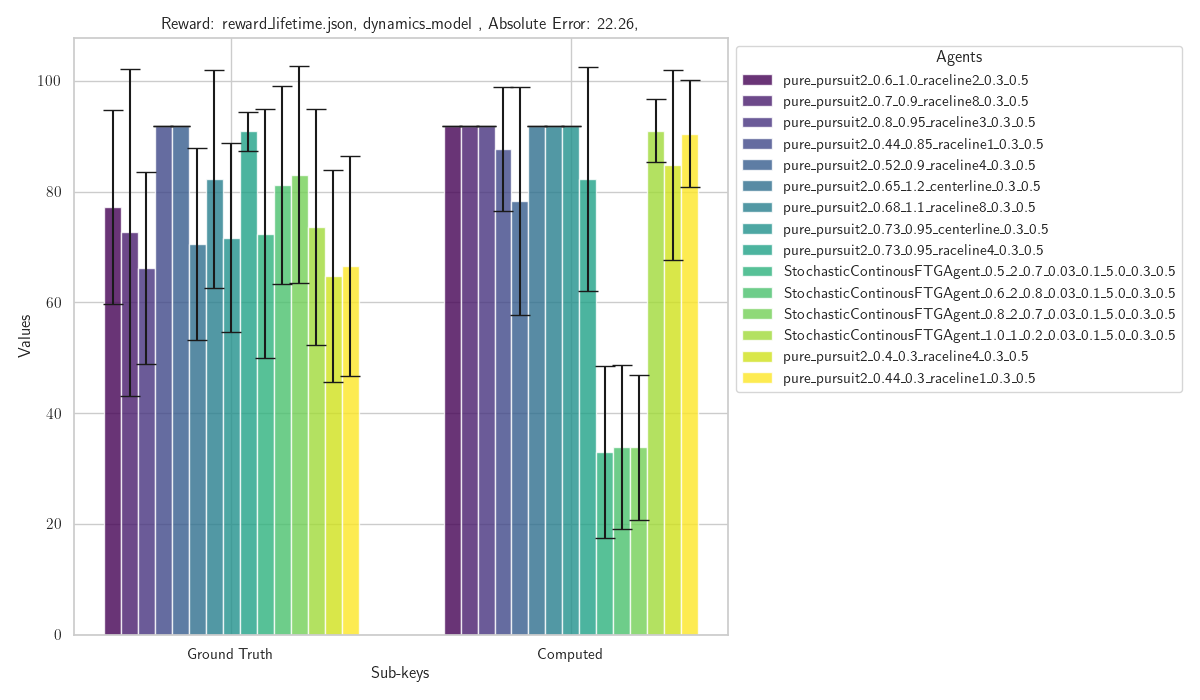 Reward: reward_lifetime.json, dynamics_model , Absolute Error: 22.26,
Values
100
80
60
40
20
0
Ground Truth
Computed
Sub-keys
Agents
pure_pursuit2_0.6_1.0_raceline2_0.3_0.5
pure_pursuit2_0.7_0.9_raceline8_0.3_0.5
pure_pursuit2_0.8_0.95_raceline3_0.3_0.5
pure_pursuit2_0.44_0.85_raceline1_0.3_0.5
pure_pursuit2_0.52_0.9_raceline4_0.3_0.5
pure_pursuit2_0.65_1.2_centerline_0.3_0.5
pure_pursuit2_0.68_1.1_raceline8_0.3_0.5
pure_pursuit2_0.73_0.95_centerline_0.3_0.5
pure_pursuit2_0.73_0.95_raceline4_0.3_0.5
StochasticContinousFTGAgent_0.5_2_0.7_0.03_0.1_5.0_0.3_0.5
StochasticContinousFTGAgent_0.6_2_0.8_0.03_0.1_5.0_0.3_0.5
StochasticContinousFTGAgent_0.8_2_0.7_0.03_0.1_5.0_0.3_0.5
StochasticContinousFTGAgent_1.0_1_0.2_0.03_0.1_5.0_0.3_0.5
pure_pursuit2_0.4_0.3_raceline4_0.3_0.5
pure_pursuit2_0.44_0.3_raceline1_0.3_0.5